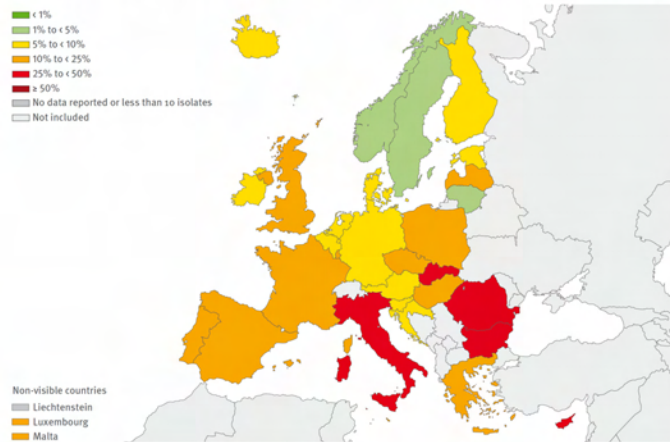 < 1%
1% to < 5%
5% to < 10%
10% to < 25%
25% to < 50%
≥ 50%
No data reported or less than 10 isolates
Not included
Non-visible countries
Liechtenstein
Luxembourg
Malta